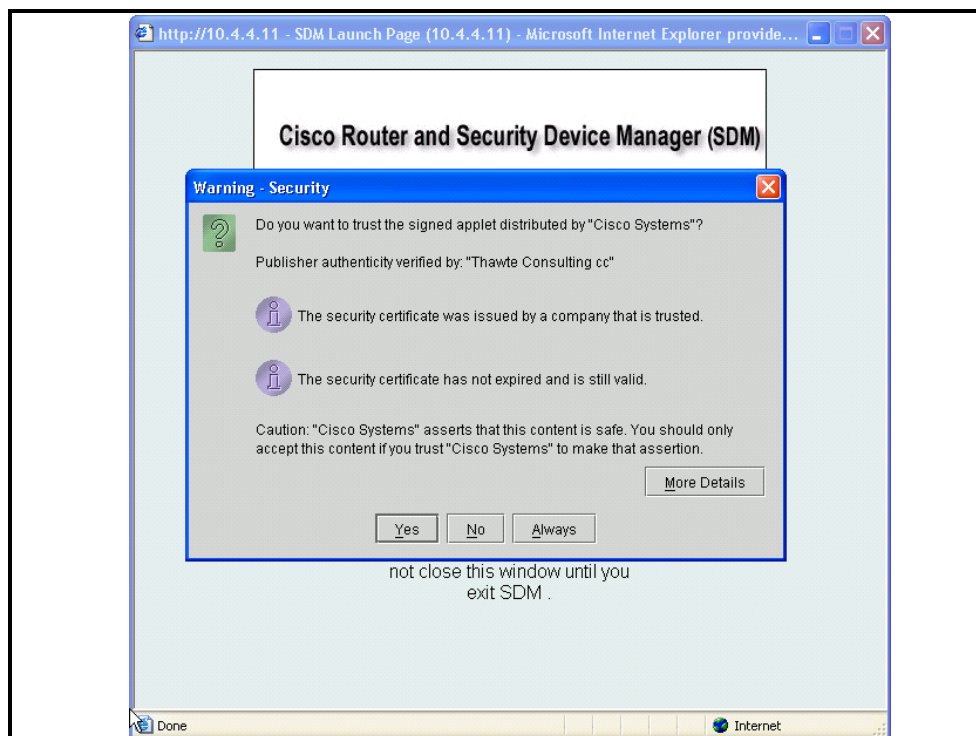 http://10.4.4.11 - SDM Launch Page (10.4.4.11) - Microsoft Internet Explorer provide...
Cisco Router and Security Device Manager (SDM)
Warning - Security
Do you want to trust the signed applet distributed by "Cisco Systems"?
Publisher authenticity verified by: "Thawte Consulting cc"
The security certificate was issued by a company that is trusted.
The security certificate has not expired and is still valid.
Caution: "Cisco Systems" asserts that this content is safe. You should only
accept this content if you trust "Cisco Systems" to make that assertion.
More Details
Yes No Always
not close this window until you
exit SDM .
Done Internet